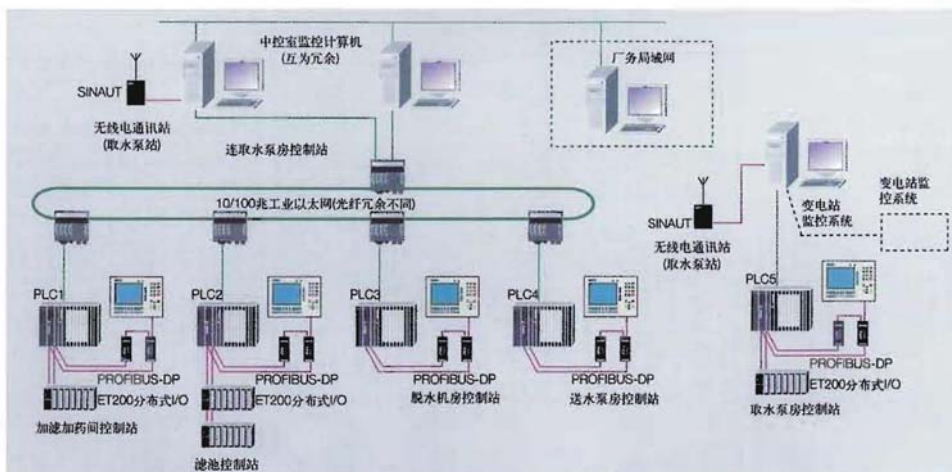 中控室监控计算机
(互为冗余)
厂务局域网
SINAUT
无线电通讯站
(取水泵站)
连取水泵房控制站
10/100兆工业以太网(光纤冗余不同)
SINAUT
无线电通讯站
(取水泵站)
变电站
监控系统
变电站监
控系统
PLC1
PLC2
PLC3
PLC4
PLC5
PROFIBUS-DP
PROFIBUS-DP
PROFIBUS-DP
PROFIBUS-DP
PROFIBUS-DP
ET200分布式I/O
ET200分布式I/O
ET200分布式I/O
加滤加药间控制站
滤池控制站
脱水机房控制站
送水泵房控制站
取水泵房控制站